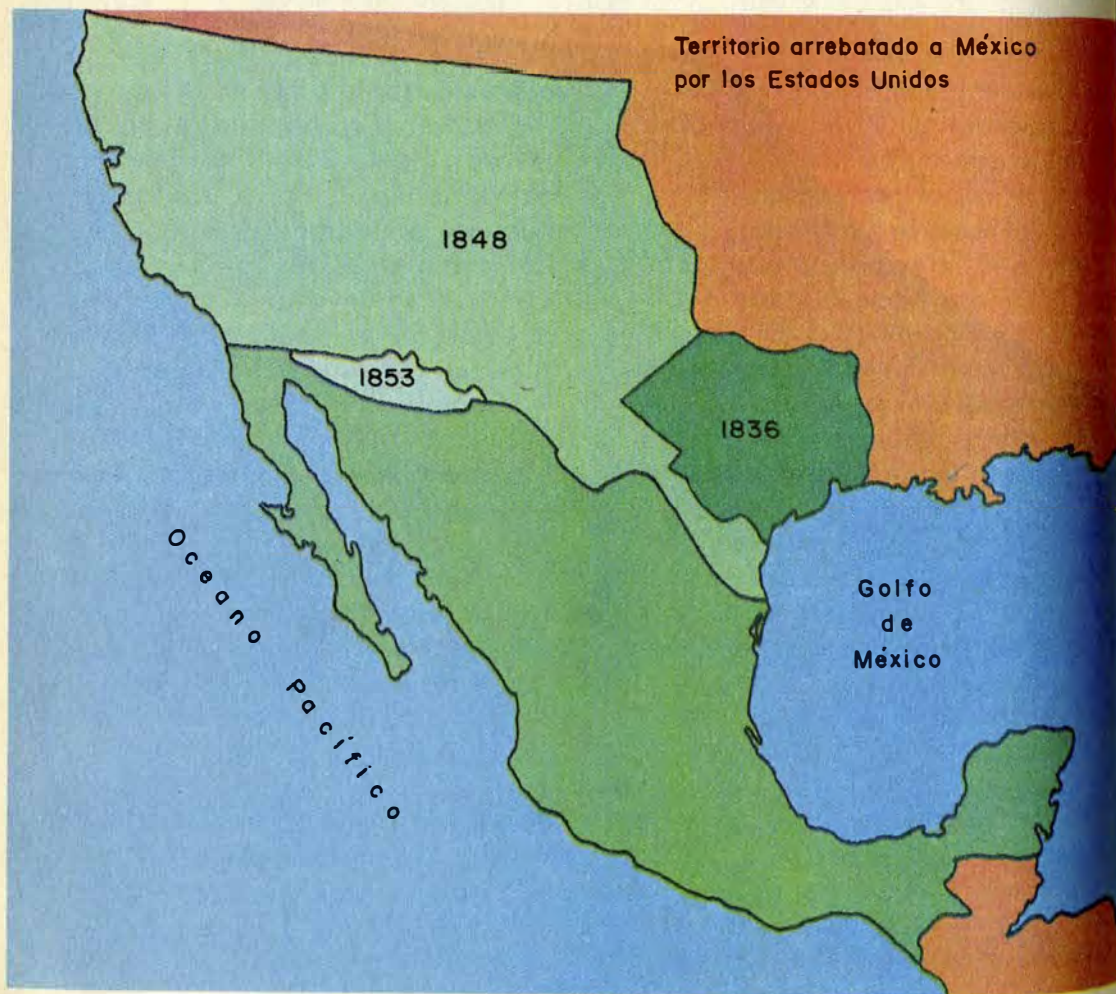 Territorio arrebatado a México
por los Estados Unidos
1848
1853
1836
Golfo
de
México
Oceano Pacífico